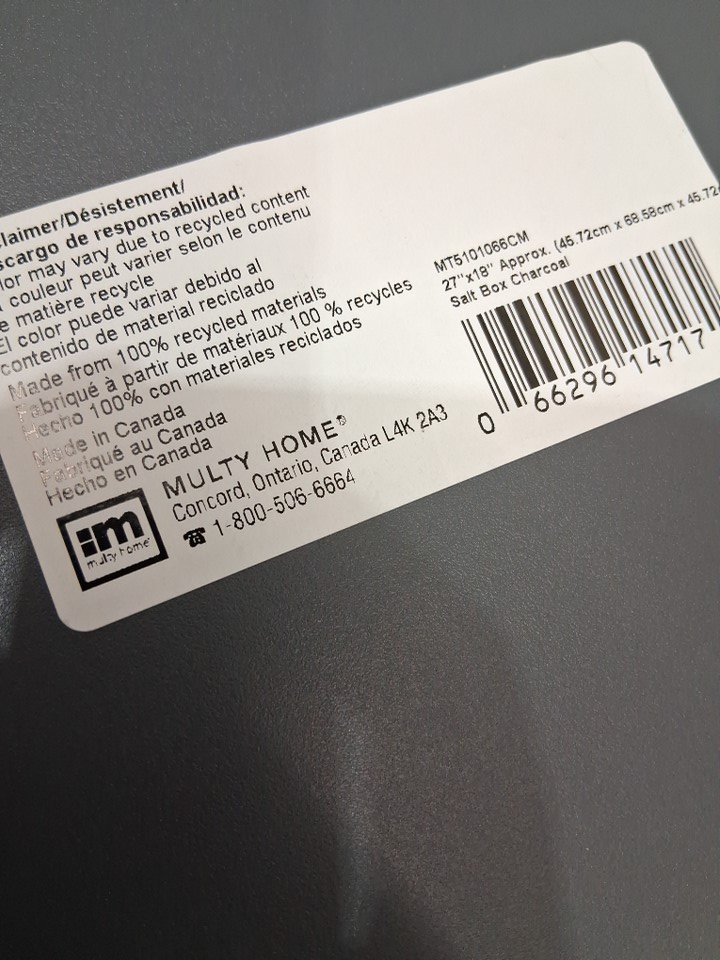 laimer/Désistement/
scargo de responsabilidad:
lor may vary due to recycled content
couleur peut varier selon le contenu
e matière recycle
El color puede variar debido al
contenido de material reciclado
Made from 100% recycled materials
Fabriqué à partir de matériaux 100 % recycles
Hecho 100% con materiales reciclados
Made in Canada
Fabriqué au Canada
Hecho en Canada
im
multy home
MULTY HOME®
Concord, Ontario, Canada L4K 2A3
☎ 1-800-506-6664
MT5101066CM
27"x18" Approx. (45.72cm x 68.58cm x 45.72
Salt Box Charcoal
0 66296 14717